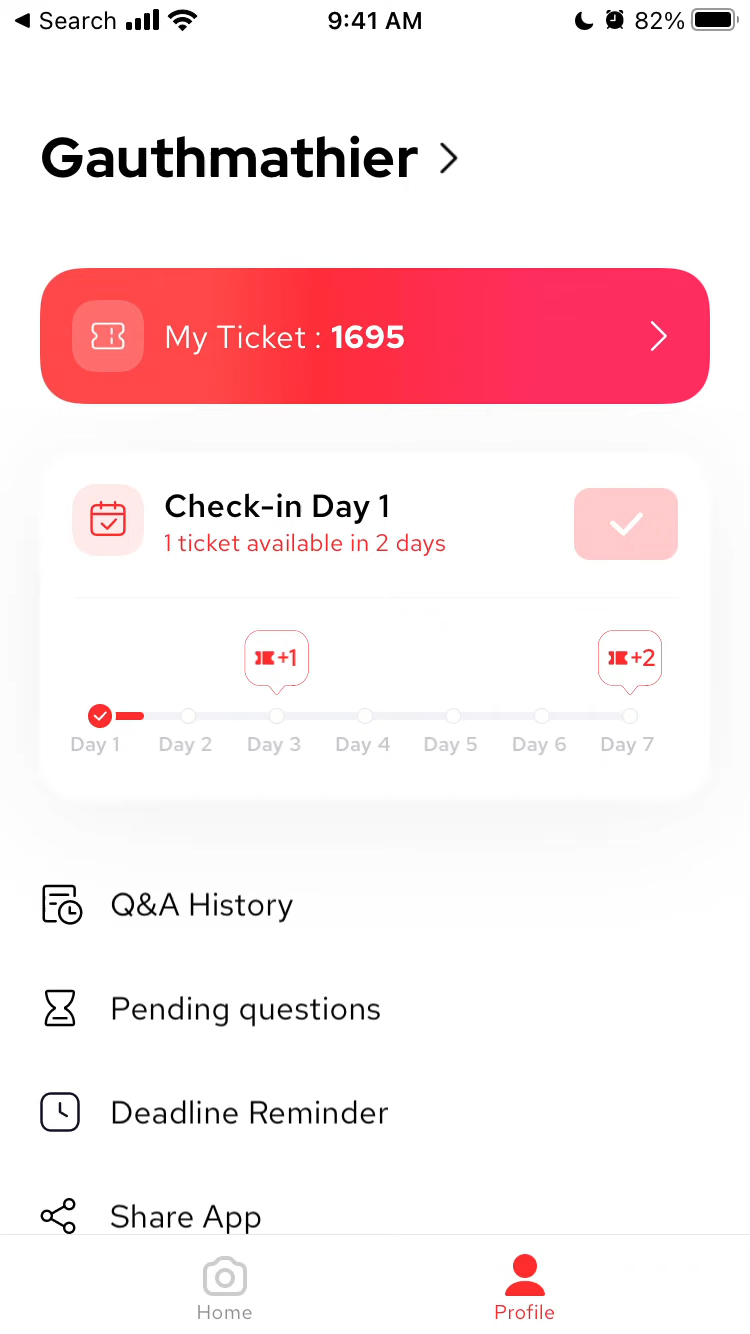 Search 9:41 AM 82%
Gauthmathier
My Ticket : 1695
Check-in Day 1
1 ticket available in 2 days
+1 +2
Day 1 Day 2 Day 3 Day 4 Day 5 Day 6 Day 7
Q&A History
Pending questions
Deadline Reminder
Share App
Home Profile